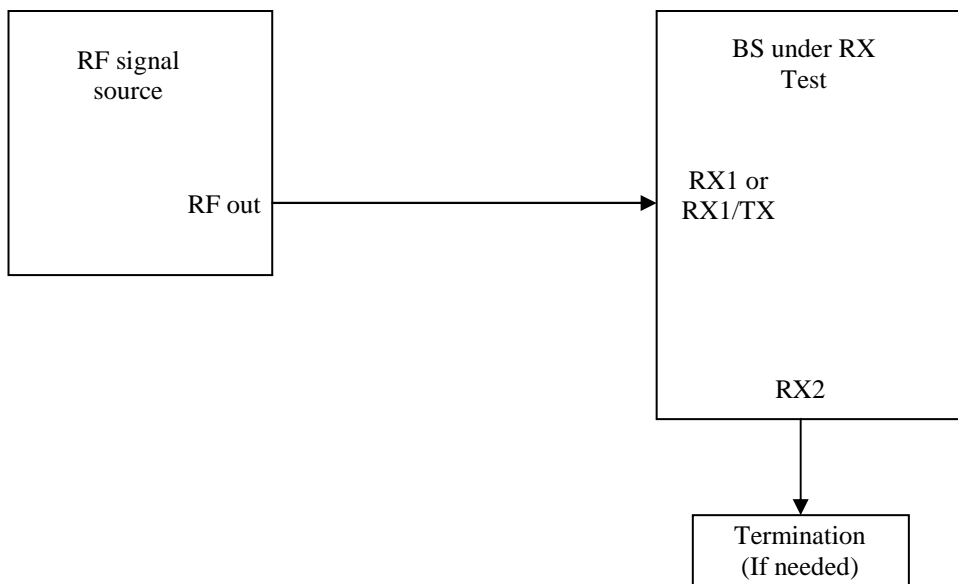 RF signal
source
RF out
BS under RX
Test
RX1 or
RX1/TX
RX2
Termination
(If needed)